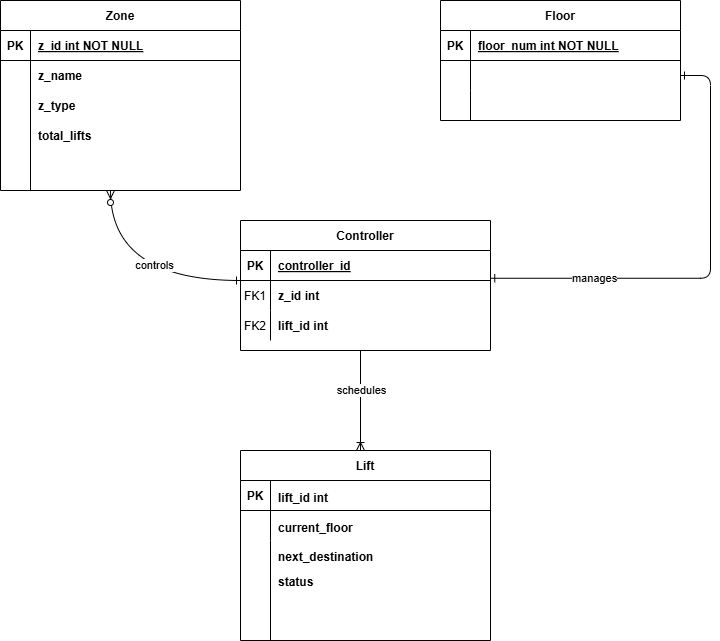 Zone
PK z_id int NOT NULL
z_name
z_type
total_lifts
Floor
PK floor_num int NOT NULL
controls
Controller
PK controller_id
FK1 z_id int
FK2 lift_id int
manages
schedules
Lift
PK lift_id int
current_floor
next_destination
status